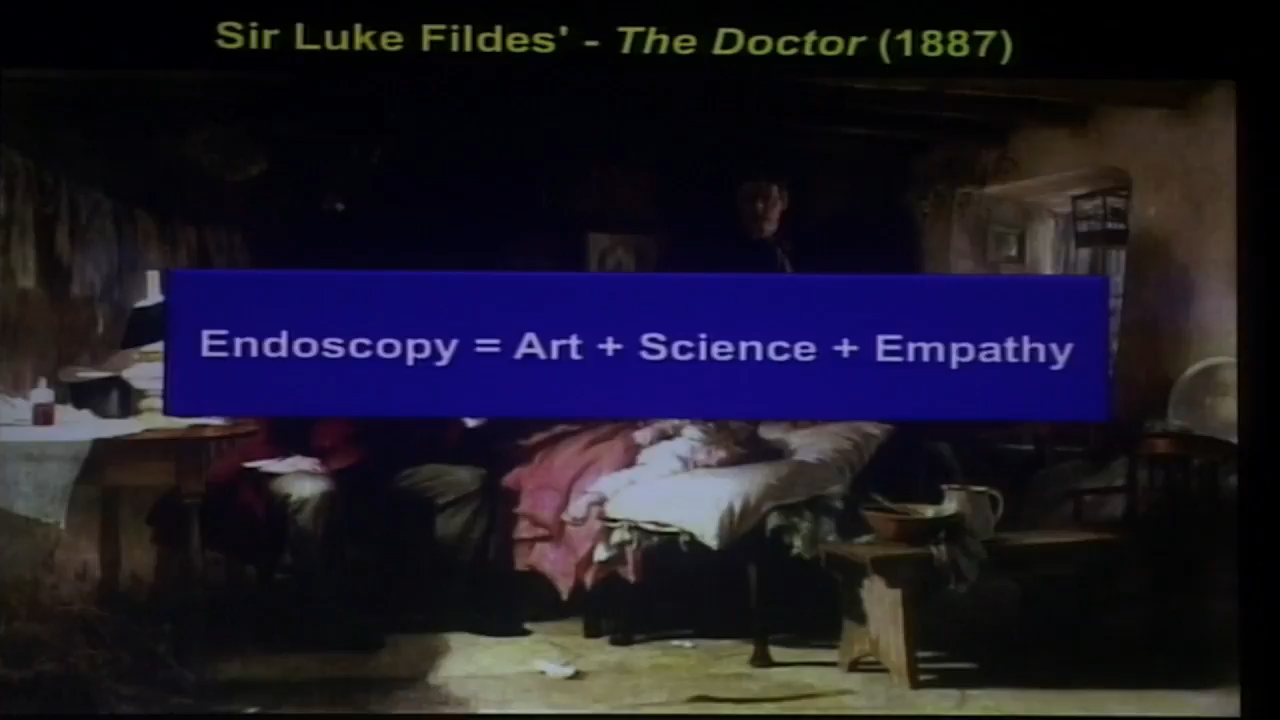 Sir Luke Fildes' - The Doctor (1887)
Endoscopy = Art + Science + Empathy